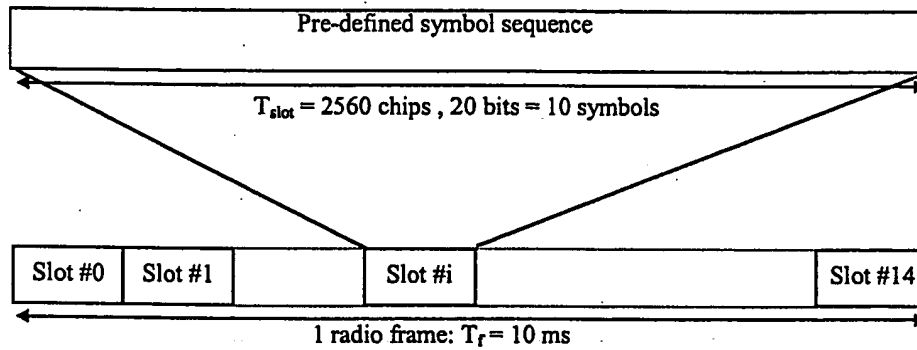 Pre-defined symbol sequence
T_slot = 2560 chips , 20 bits = 10 symbols
Slot #0 Slot #1 Slot #i Slot #14
1 radio frame: T_f = 10 ms